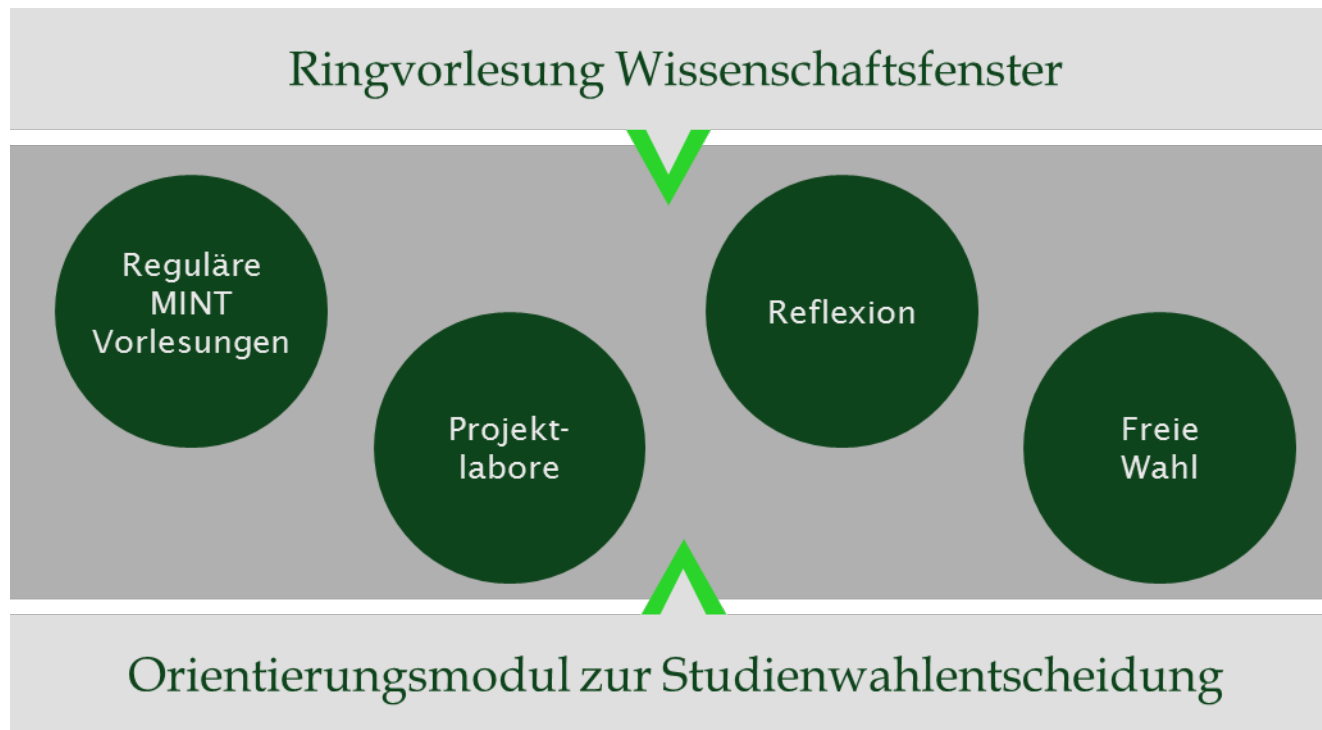 Ringvorlesung Wissenschaftsfenster
Reguläre
MINT
Vorlesungen
Projekt-
labore
Reflexion
Freie
Wahl
Orientierungsmodul zur Studienwahlentscheidung